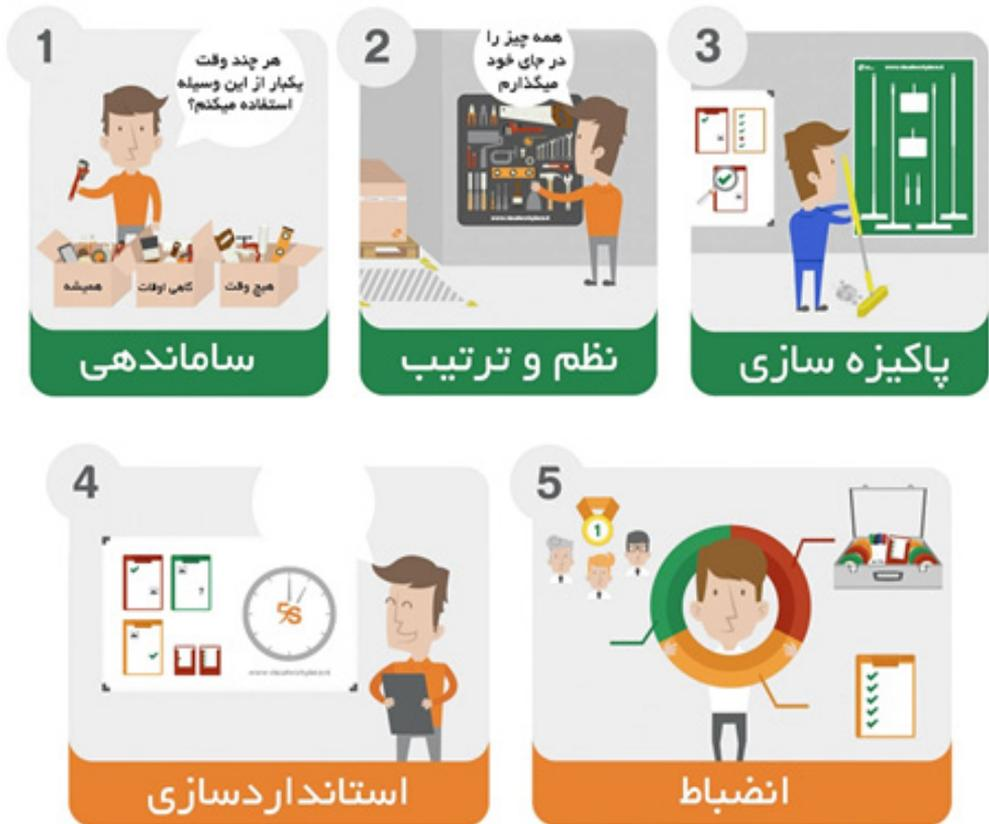 1
هر چند وقت
یکبار از این وسیله
استفاده میکنم؟
همیشه
گاهی اوقات
هیچ وقت
ساماندهی
2
همه چیز را
در جای خود
میگذارم
نظم و ترتیب
3
پاکیزه سازی
4
5S
استانداردسازی
5
1
انضباط